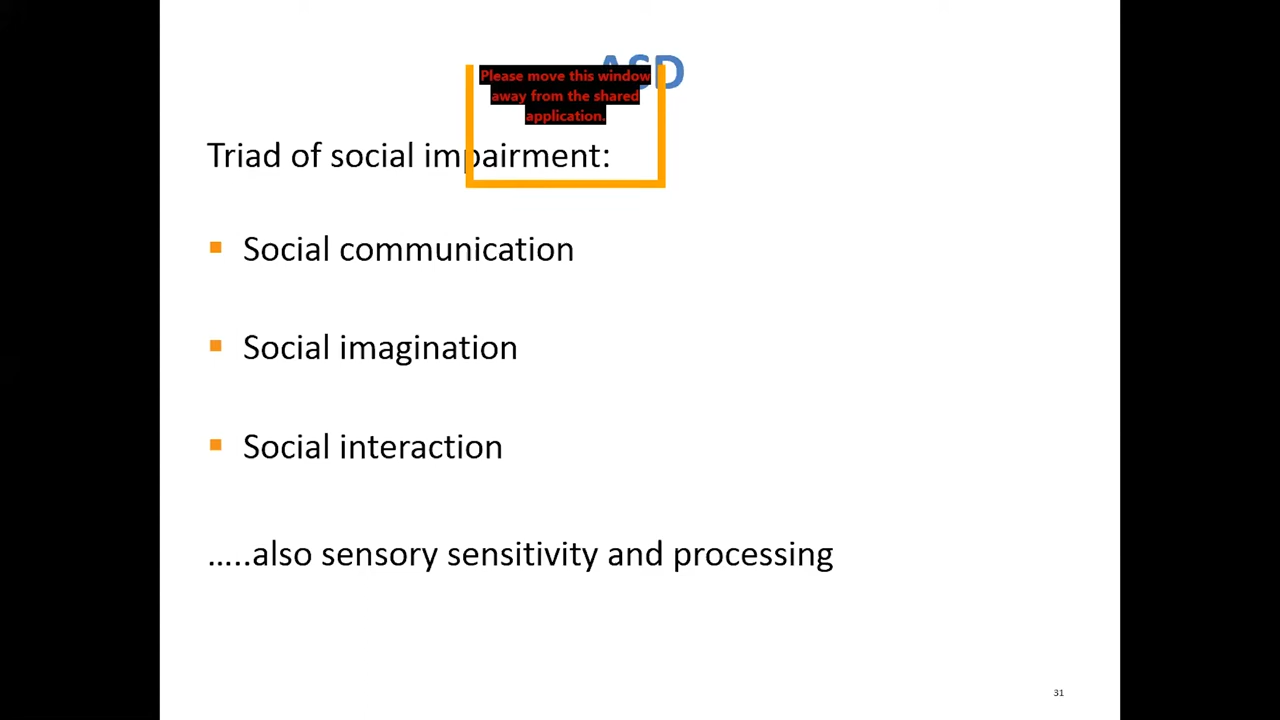 ASD
Please move this window
away from the shared
application.
Triad of social impairment:
▪ Social communication
▪ Social imagination
▪ Social interaction
…..also sensory sensitivity and processing
31